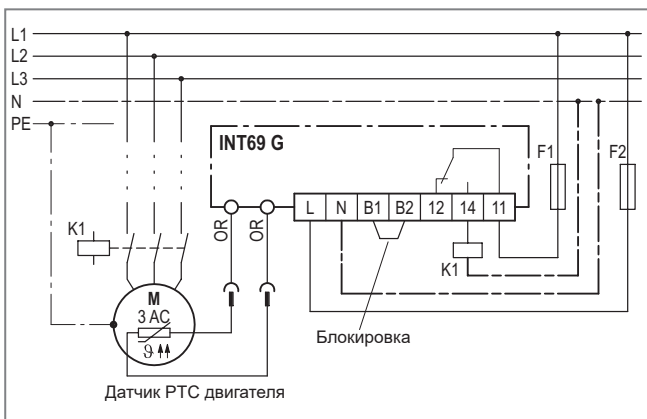 L1
L2
L3
N
PE
INT69 G
F1
F2
L N B1 B2 12 14 11
OR
OR
K1
K1
M
3 AC
ϑ
Блокировка
Датчик PTC двигателя